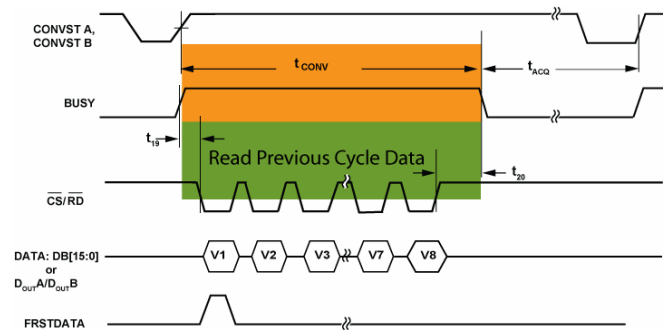 CONVST A,
CONVST B
tCONV
tACQ
BUSY
t19
Read Previous Cycle Data
t20
CS/RD
DATA: DB[15:0]
or
DOUTA/DOUTB
V1 V2 V3 V7 V8
FRSTDATA